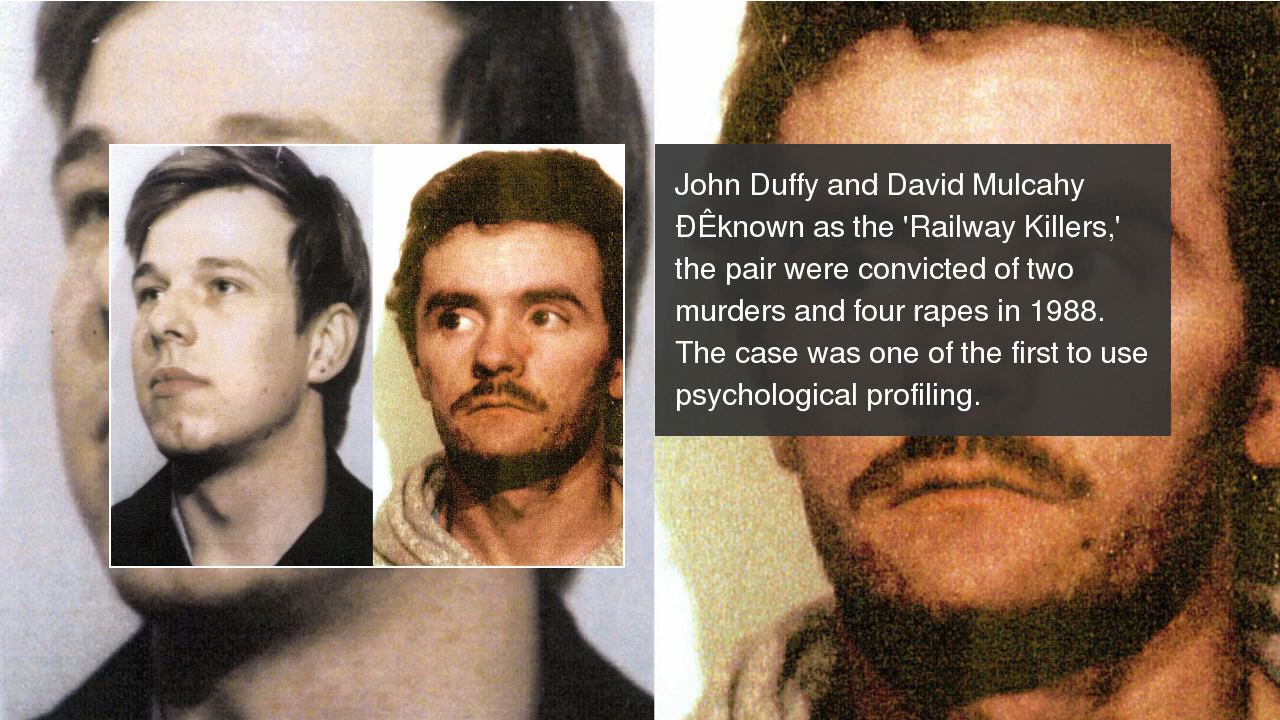 John Duffy and David Mulcahy
ÐÊknown as the 'Railway Killers,'
the pair were convicted of two
murders and four rapes in 1988.
The case was one of the first to use
psychological profiling.